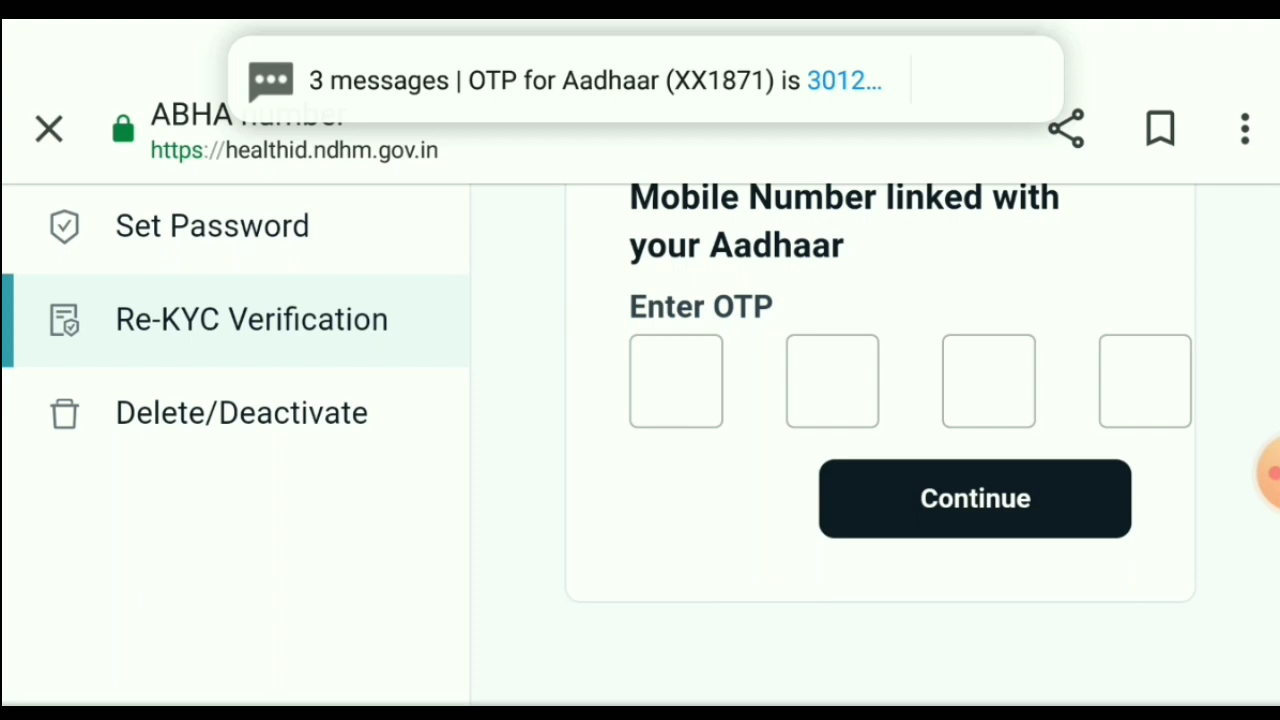 3 messages | OTP for Aadhaar (XX1871) is 3012...
ABHA number
https://healthid.ndhm.gov.in
Set Password
Re-KYC Verification
Delete/Deactivate
Mobile Number linked with
your Aadhaar
Enter OTP
Continue